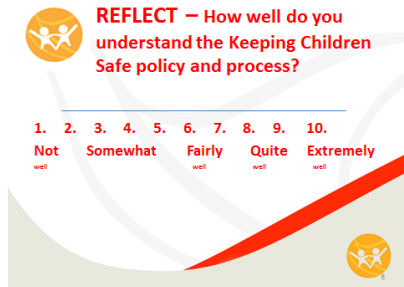 REFLECT – How well do you
understand the Keeping Children
Safe policy and process?
1. 2. 3. 4. 5. 6. 7. 8. 9. 10.
Not Somewhat Fairly Quite Extremely
well well well well
6